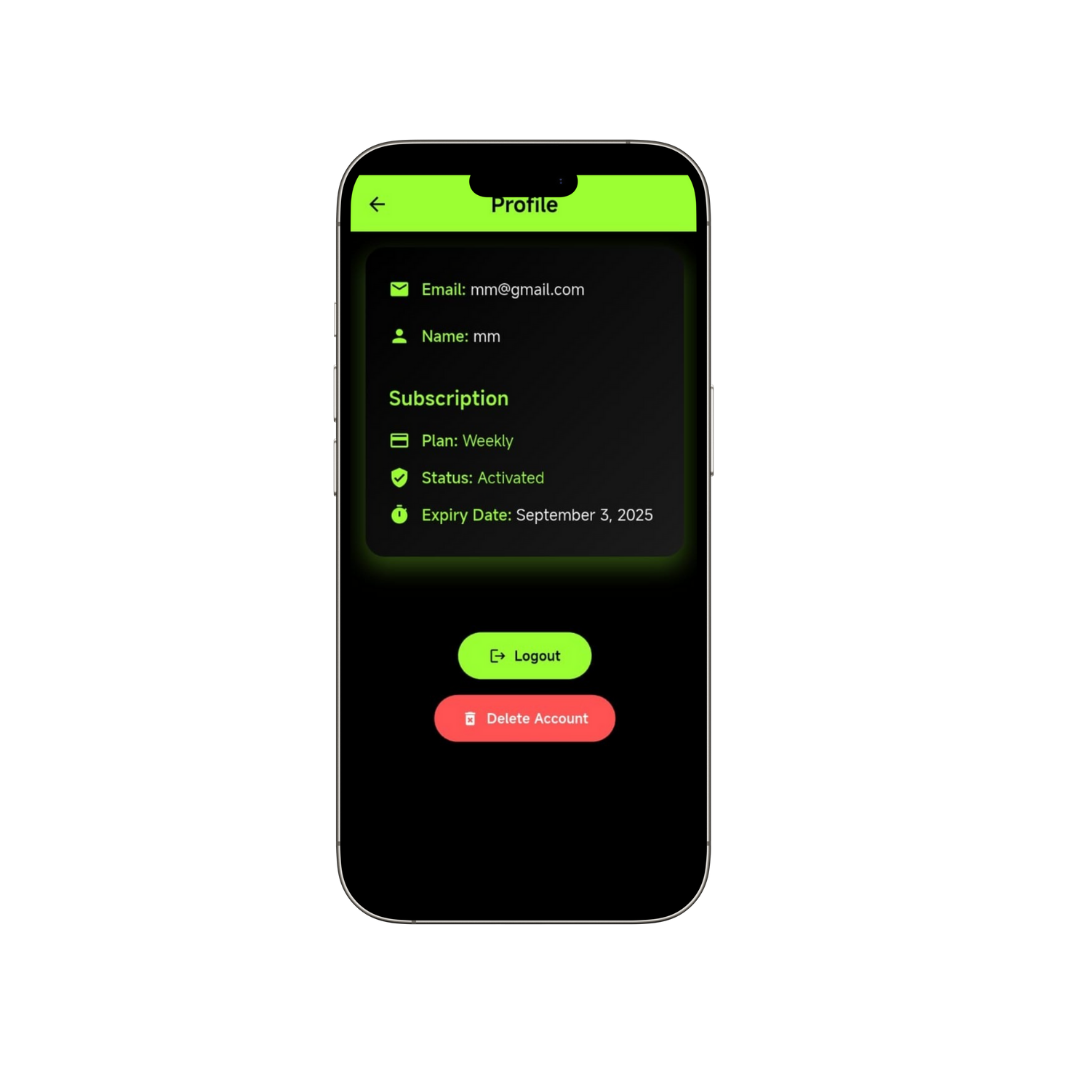 Profile
Email: mm@gmail.com
Name: mm
Subscription
Plan: Weekly
Status: Activated
Expiry Date: September 3, 2025
Logout
Delete Account